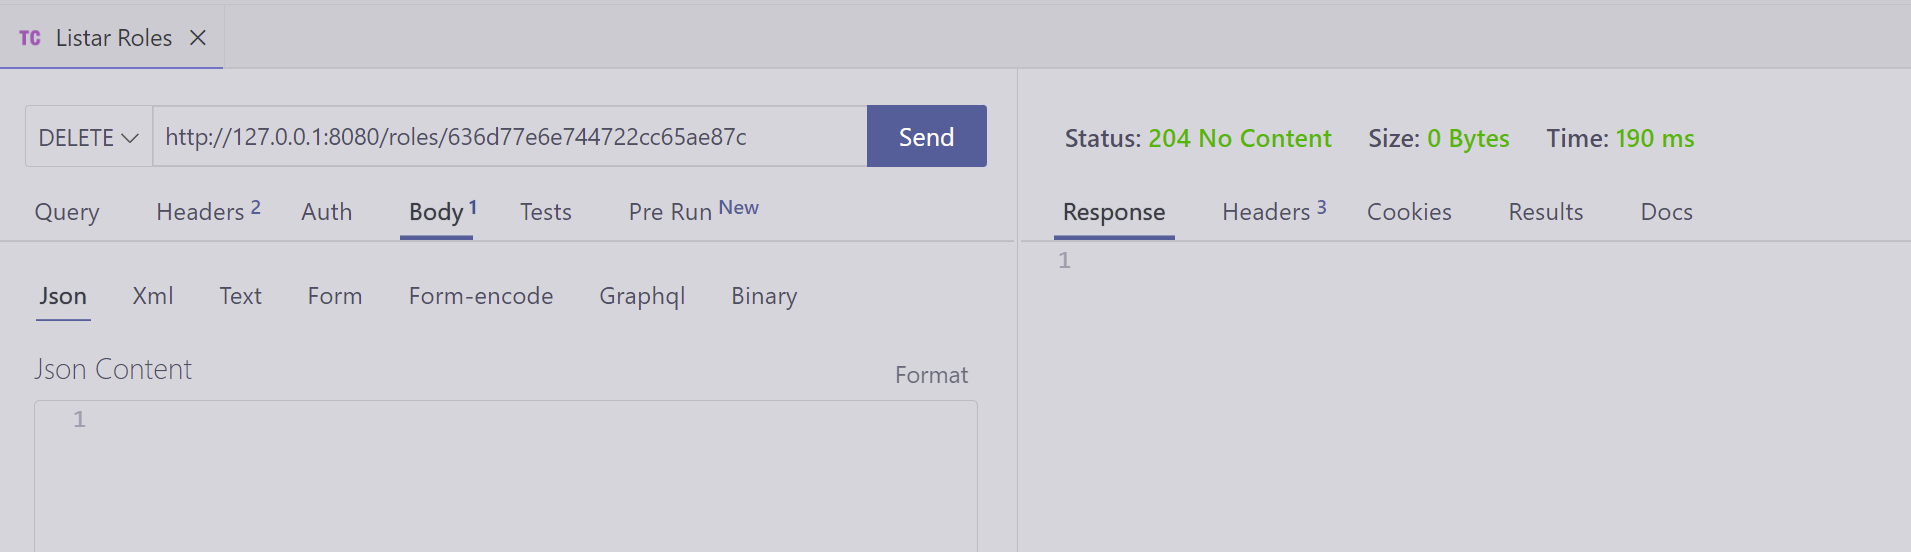 TC Listar Roles
DELETE http://127.0.0.1:8080/roles/636d77e6e744722cc65ae87c Send
Status: 204 No Content Size: 0 Bytes Time: 190 ms
Query Headers 2 Auth Body 1 Tests Pre Run New
Response Headers 3 Cookies Results Docs
1
Json Xml Text Form Form-encode Graphql Binary
Json Content Format
1